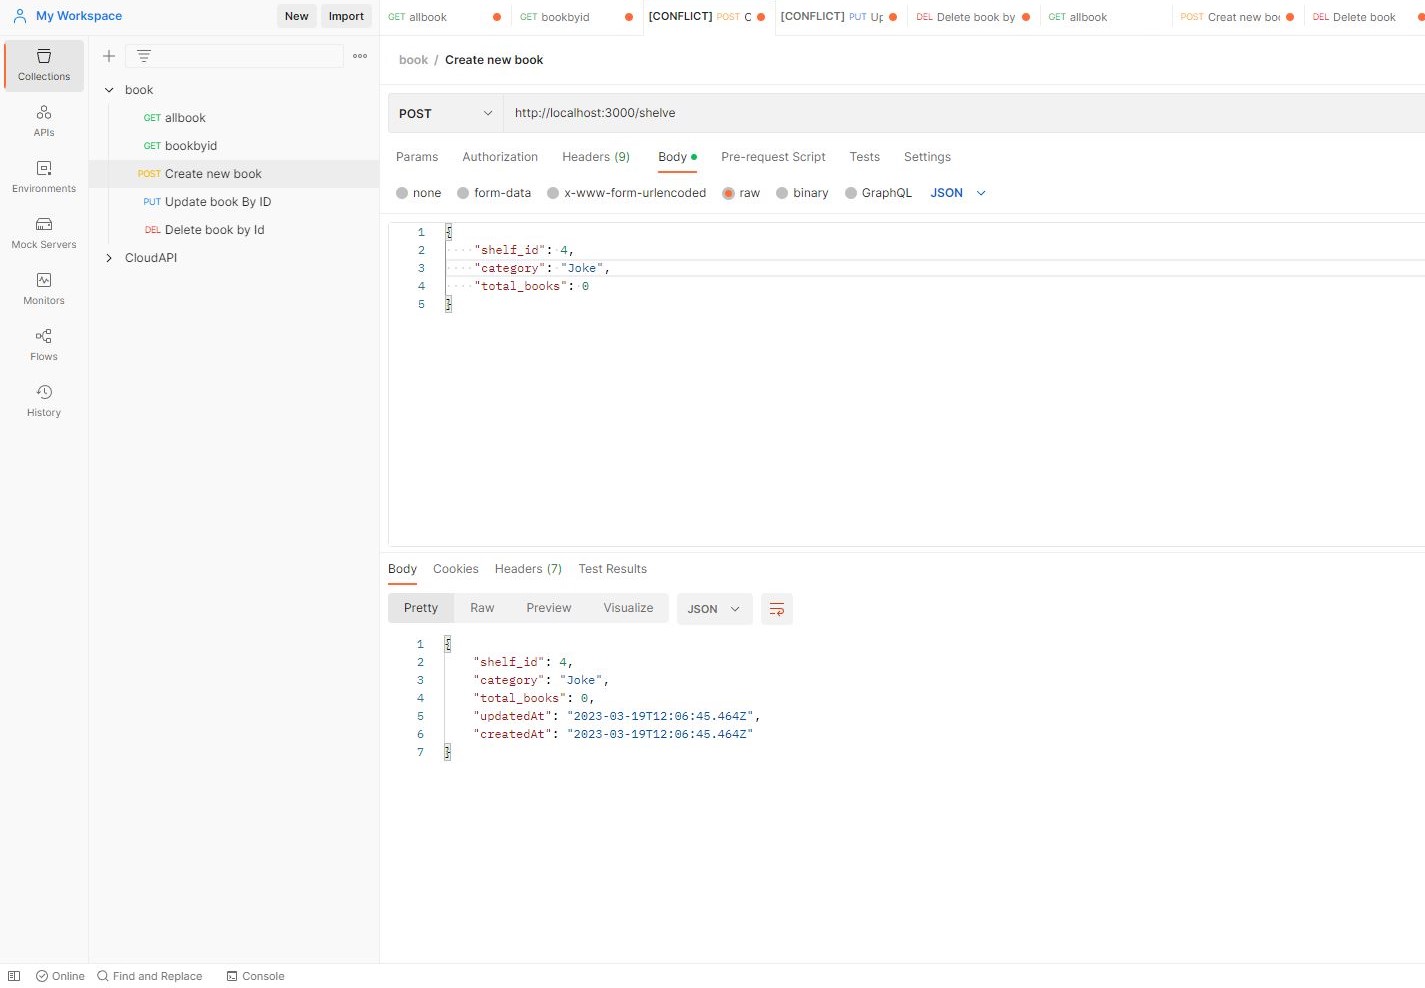 My Workspace
New
Import
GET allbook
GET bookbyid
[CONFLICT] POST C
[CONFLICT] PUT Up
DEL Delete book by
GET allbook
POST Creat new boo
DEL Delete book
Collections
APIs
Environments
Mock Servers
Monitors
Flows
History
book
GET allbook
GET bookbyid
POST Create new book
PUT Update book By ID
DEL Delete book by Id
CloudAPI
book / Create new book
POST
http://localhost:3000/shelve
Params
Authorization
Headers (9)
Body
Pre-request Script
Tests
Settings
none
form-data
x-www-form-urlencoded
raw
binary
GraphQL
JSON
1 {
2 "shelf_id": 4,
3 "category": "Joke",
4 "total_books": 0
5 }
Body
Cookies
Headers (7)
Test Results
Pretty
Raw
Preview
Visualize
JSON
1 {
2 "shelf_id": 4,
3 "category": "Joke",
4 "total_books": 0,
5 "updatedAt": "2023-03-19T12:06:45.464Z",
6 "createdAt": "2023-03-19T12:06:45.464Z"
7 }
Online
Find and Replace
Console